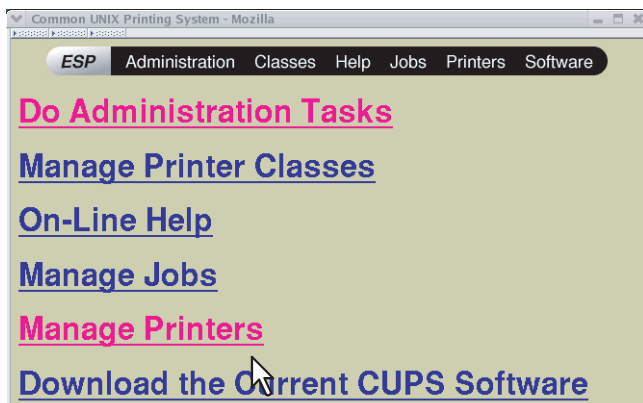 Common UNIX Printing System - Mozilla
ESP Administration Classes Help Jobs Printers Software
Do Administration Tasks
Manage Printer Classes
On-Line Help
Manage Jobs
Manage Printers
Download the Current CUPS Software